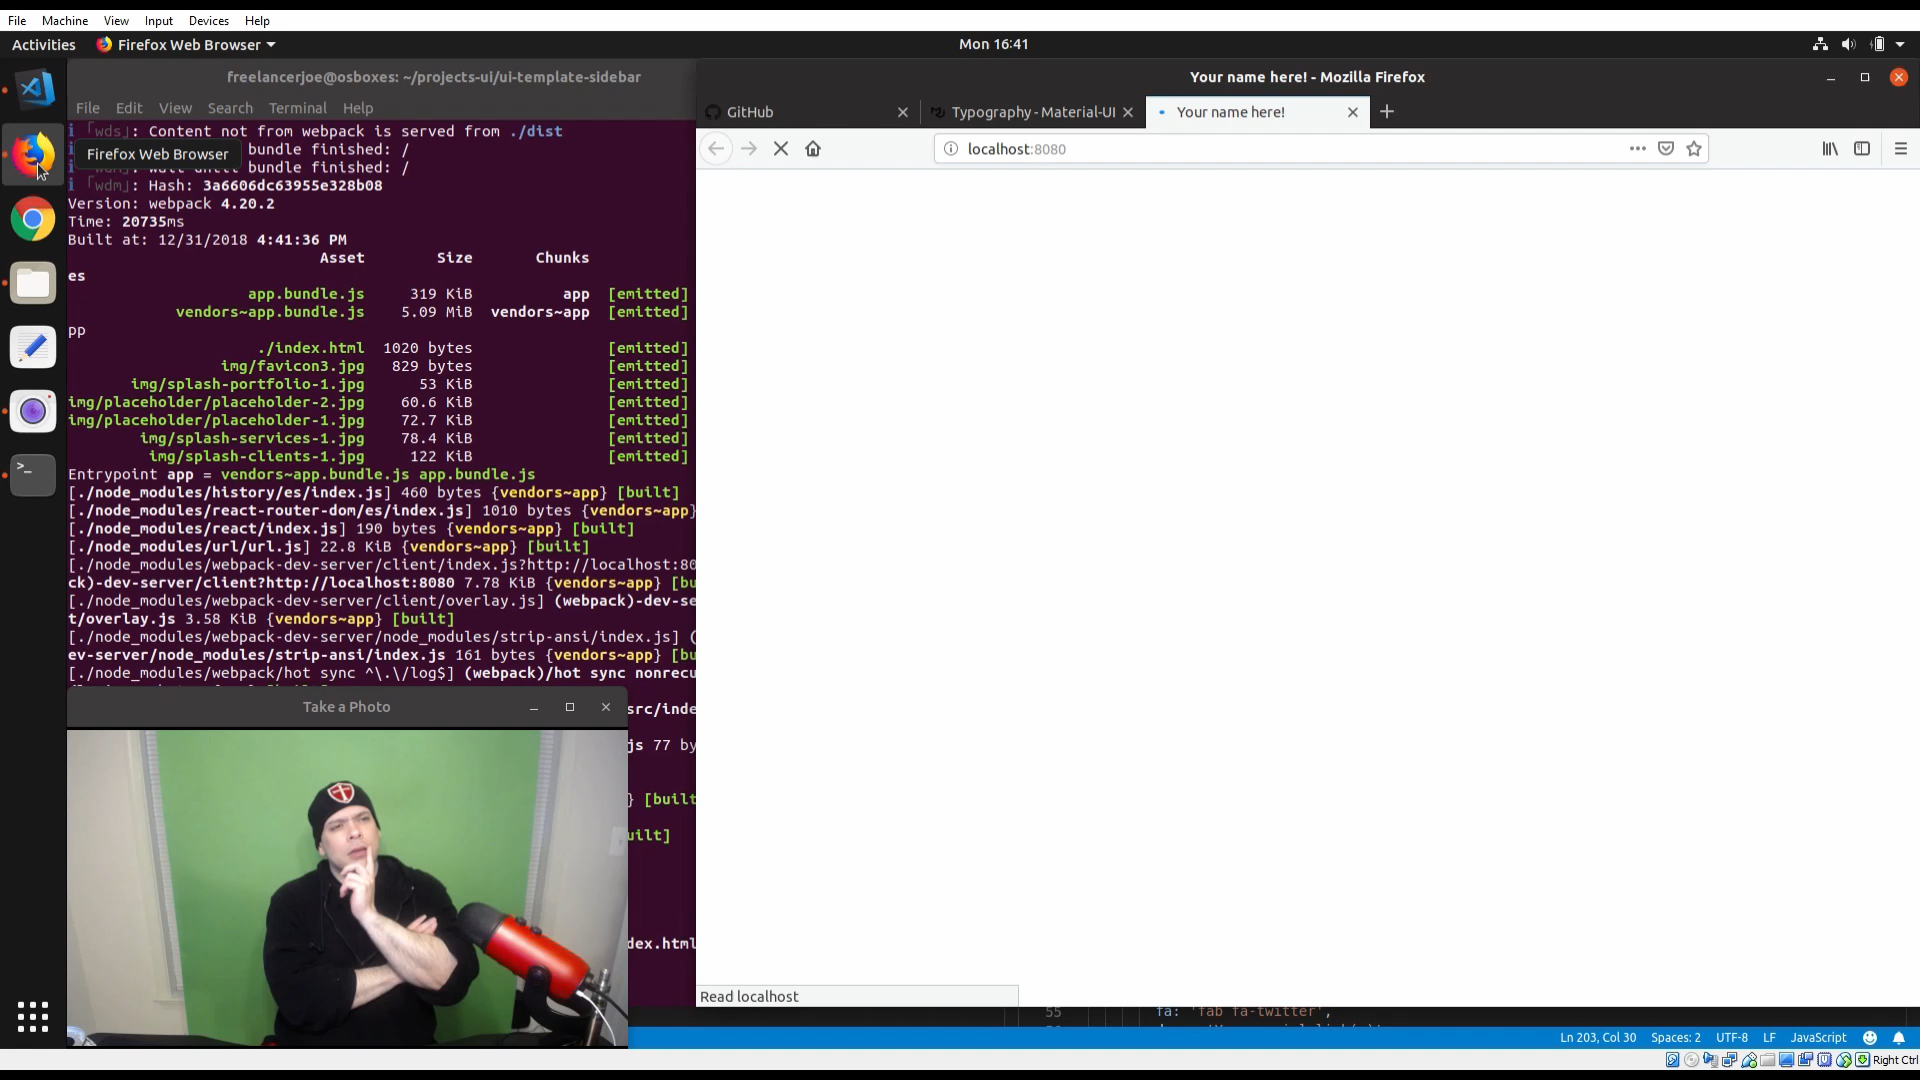 File Machine View Input Devices Help
Activities Firefox Web Browser Mon 16:41
freelancerjoe@osboxes: ~/projects-ui/ui-template-sidebar
File Edit View Search Terminal Help
i ｢wds｣: Content not from webpack is served from ./dist
bundle finished: /
Firefox Web Browser
bundle finished: /
i ｢wdm｣: Hash: 3a6606dc63955e328b08
Version: webpack 4.20.2
Time: 20735ms
Built at: 12/31/2018 4:41:36 PM
Asset Size Chunks
es
app.bundle.js 319 KiB app [emitted]
vendors~app.bundle.js 5.09 MiB vendors~app [emitted]
pp
./index.html 1020 bytes [emitted]
img/favicon3.jpg 829 bytes [emitted]
img/splash-portfolio-1.jpg 53 KiB [emitted]
img/placeholder/placeholder-2.jpg 60.6 KiB [emitted]
img/placeholder/placeholder-1.jpg 72.7 KiB [emitted]
img/splash-services-1.jpg 78.4 KiB [emitted]
img/splash-clients-1.jpg 122 KiB [emitted]
Entrypoint app = vendors~app.bundle.js app.bundle.js
[./node_modules/history/es/index.js] 460 bytes {vendors~app} [built]
[./node_modules/react-router-dom/es/index.js] 1010 bytes {vendors~app}
[./node_modules/react/index.js] 190 bytes {vendors~app} [built]
[./node_modules/url/url.js] 22.8 KiB {vendors~app} [built]
[./node_modules/webpack-dev-server/client/index.js?http://localhost:80
ck)-dev-server/client?http://localhost:8080 7.78 KiB {vendors~app} [bu
[./node_modules/webpack-dev-server/client/overlay.js] (webpack)-dev-se
t/overlay.js 3.58 KiB {vendors~app} [built]
[./node_modules/webpack-dev-server/node_modules/strip-ansi/index.js] (
ev-server/node_modules/strip-ansi/index.js 161 bytes {vendors~app} [bu
[./node_modules/webpack/hot sync ^\.\/log$] (webpack)/hot sync nonrecu
src/inde
js 77 by
} [built
uilt]
dex.html
Take a Photo
Your name here! - Mozilla Firefox
GitHub Typography - Material-UI Your name here!
localhost:8080
Read localhost
55 fa: 'fab fa-twitter',
Ln 203, Col 30 Spaces: 2 UTF-8 LF JavaScript
Right Ctrl